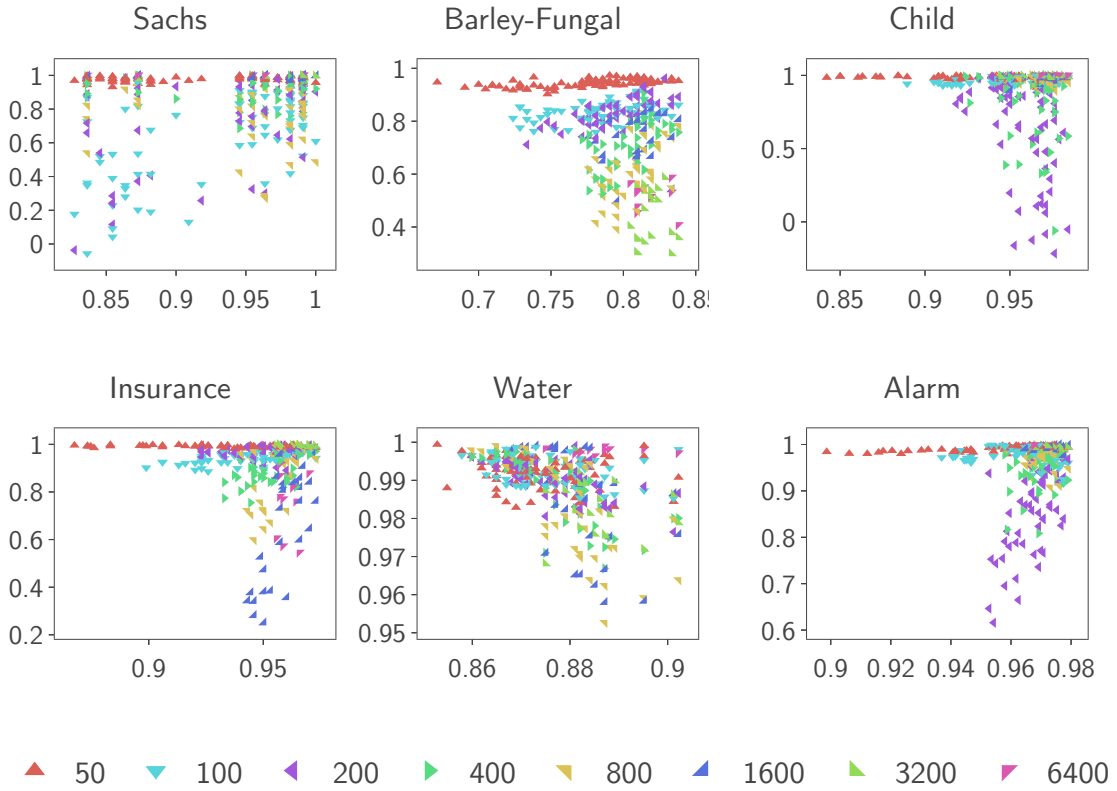 Sachs Barley-Fungal Child
1 1 1
0.8 0.8 0.5
0.6 0.6 0
0.4 0.4
0.2
0
0.85 0.9 0.95 1 0.7 0.75 0.8 0.85 0.85 0.9 0.95
Insurance Water Alarm
1 1 1
0.8 0.99 0.9
0.6 0.98 0.8
0.4 0.97 0.7
0.2 0.96 0.6
0.95
0.9 0.95 0.86 0.88 0.9 0.9 0.92 0.94 0.96 0.98
50 100 200 400 800 1600 3200 6400